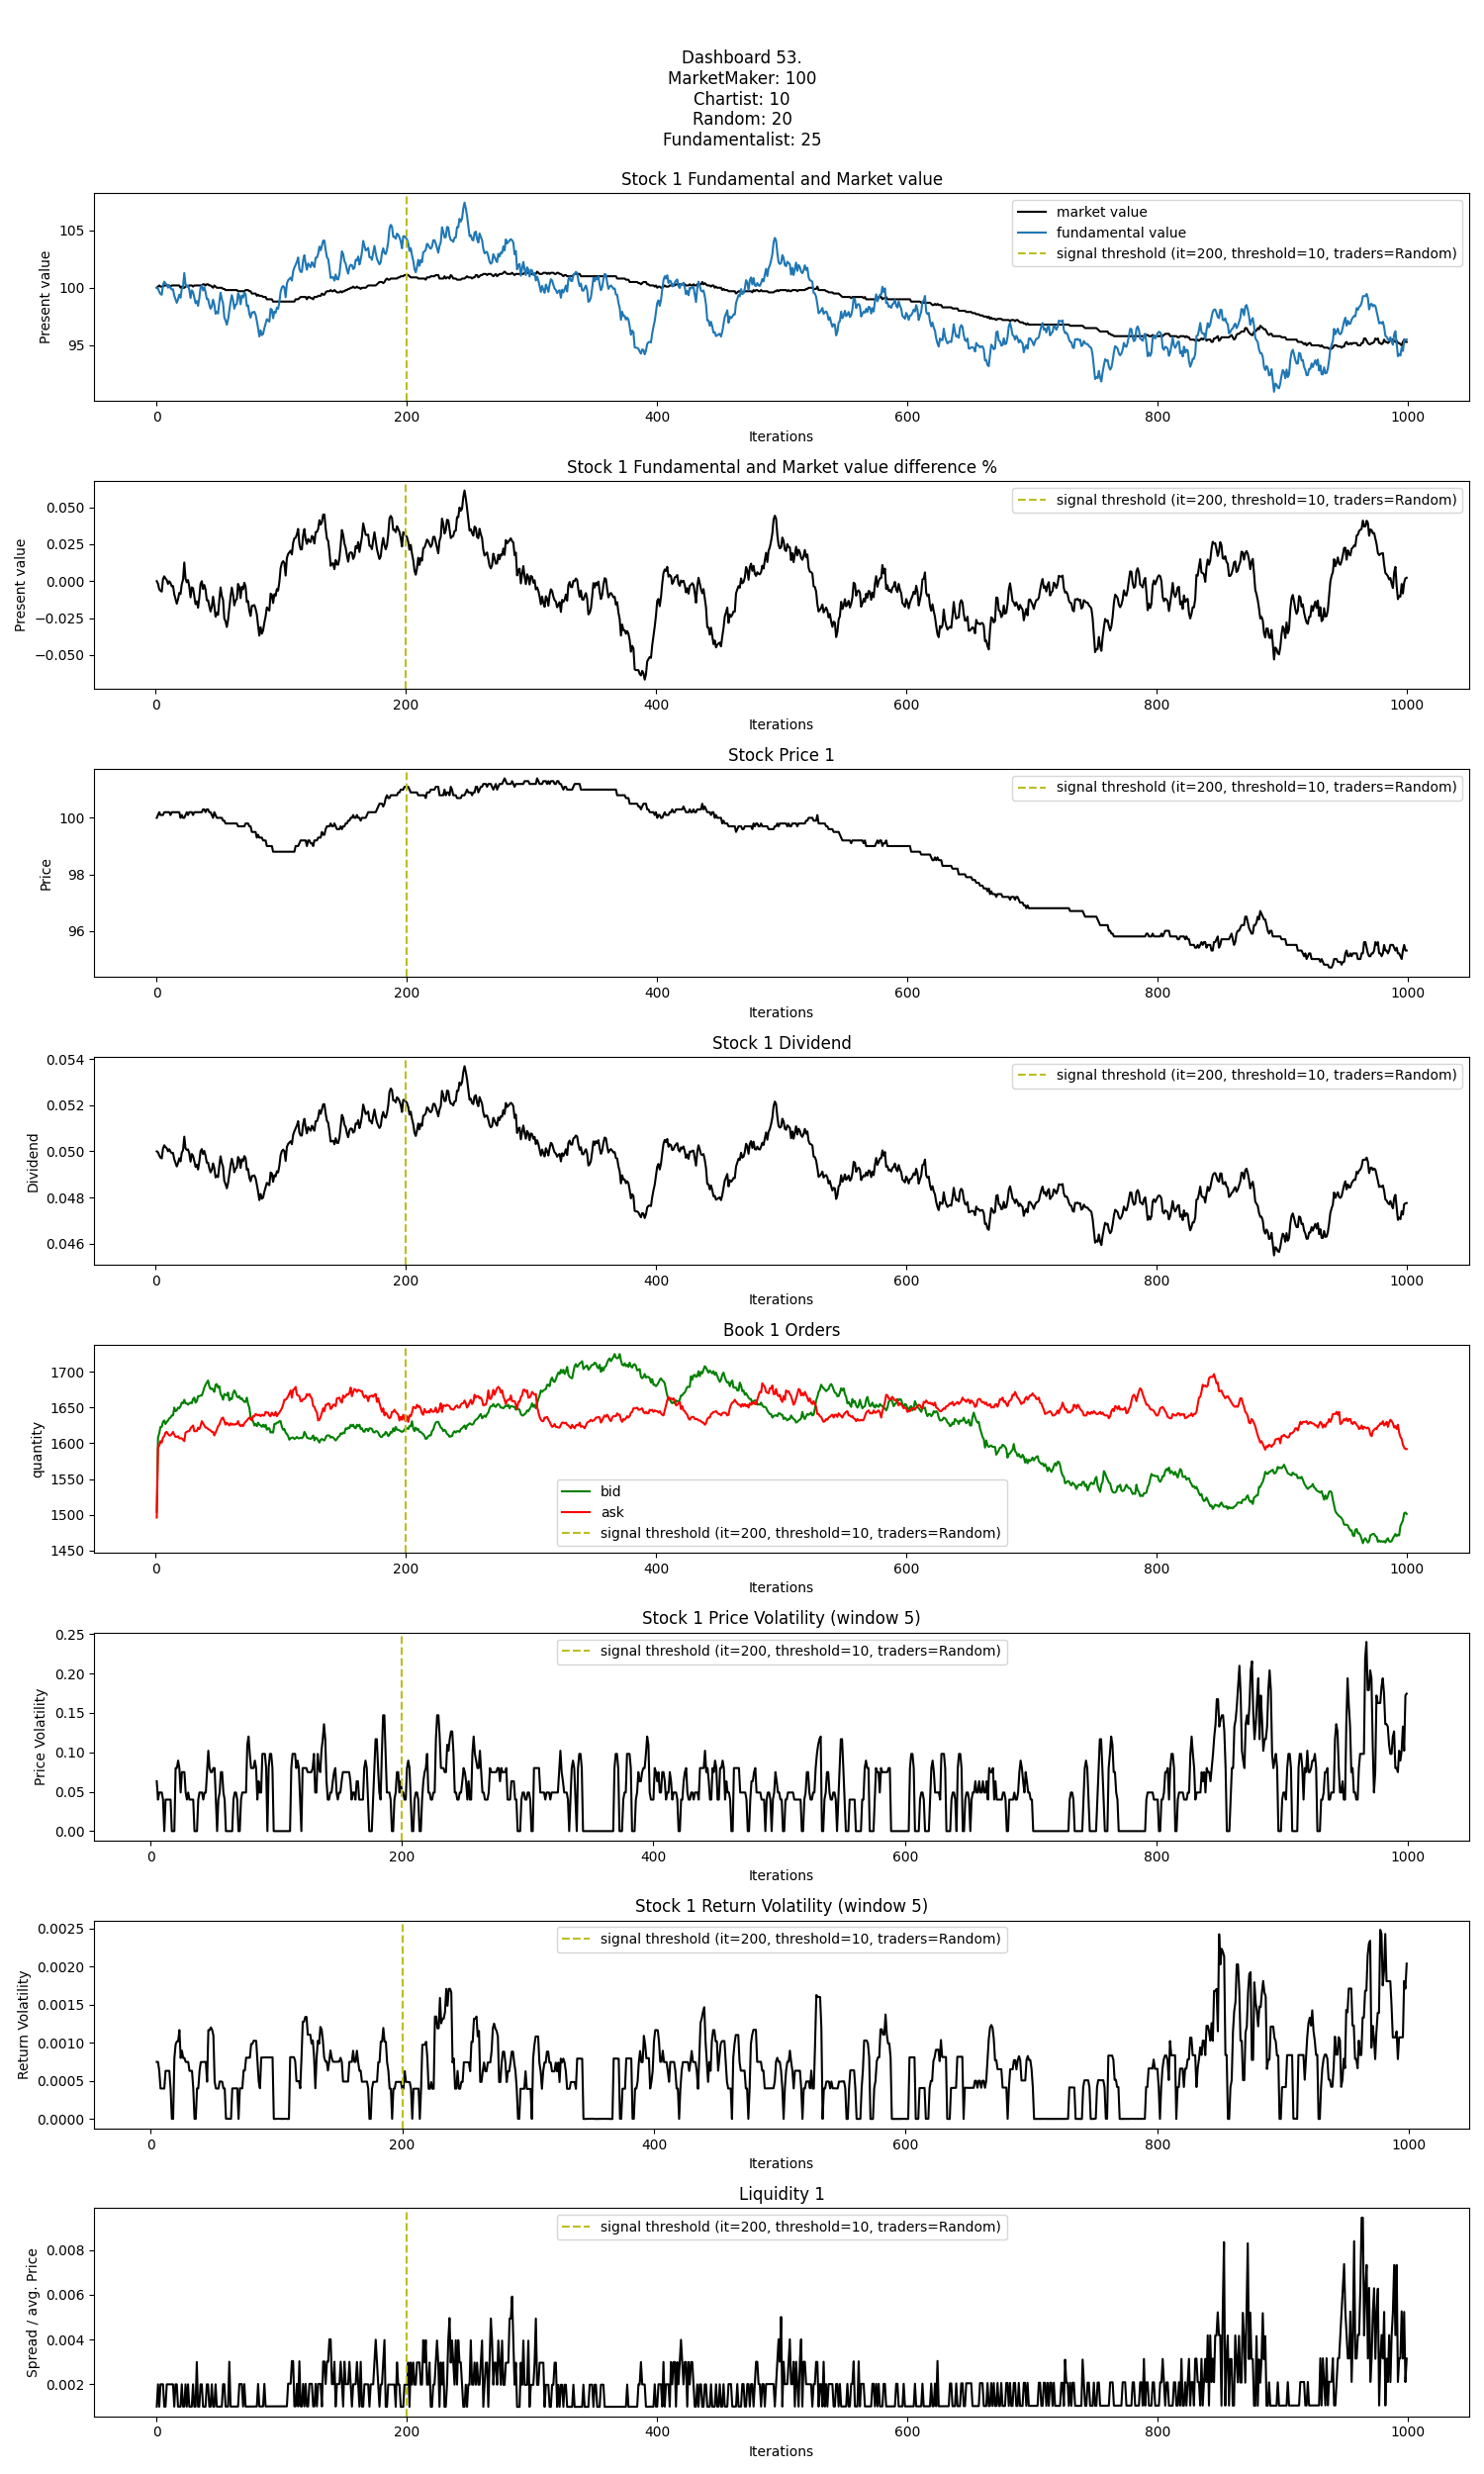 Dashboard 53.
MarketMaker: 100
Chartist: 10
Random: 20
Fundamentalist: 25
Stock 1 Fundamental and Market value
Present value
105
100
95
market value
fundamental value
signal threshold (it=200, threshold=10, traders=Random)
0 200 400 600 800 1000
Iterations
Stock 1 Fundamental and Market value difference %
Present value
0.050
0.025
0.000
−0.025
−0.050
signal threshold (it=200, threshold=10, traders=Random)
0 200 400 600 800 1000
Iterations
Stock Price 1
Price
100
98
96
signal threshold (it=200, threshold=10, traders=Random)
0 200 400 600 800 1000
Iterations
Stock 1 Dividend
Dividend
0.054
0.052
0.050
0.048
0.046
signal threshold (it=200, threshold=10, traders=Random)
0 200 400 600 800 1000
Iterations
Book 1 Orders
quantity
1700
1650
1600
1550
1500
1450
bid
ask
signal threshold (it=200, threshold=10, traders=Random)
0 200 400 600 800 1000
Iterations
Stock 1 Price Volatility (window 5)
Price Volatility
0.25
0.20
0.15
0.10
0.05
0.00
signal threshold (it=200, threshold=10, traders=Random)
0 200 400 600 800 1000
Iterations
Stock 1 Return Volatility (window 5)
Return Volatility
0.0025
0.0020
0.0015
0.0010
0.0005
0.0000
signal threshold (it=200, threshold=10, traders=Random)
0 200 400 600 800 1000
Iterations
Liquidity 1
Spread / avg. Price
0.008
0.006
0.004
0.002
signal threshold (it=200, threshold=10, traders=Random)
0 200 400 600 800 1000
Iterations